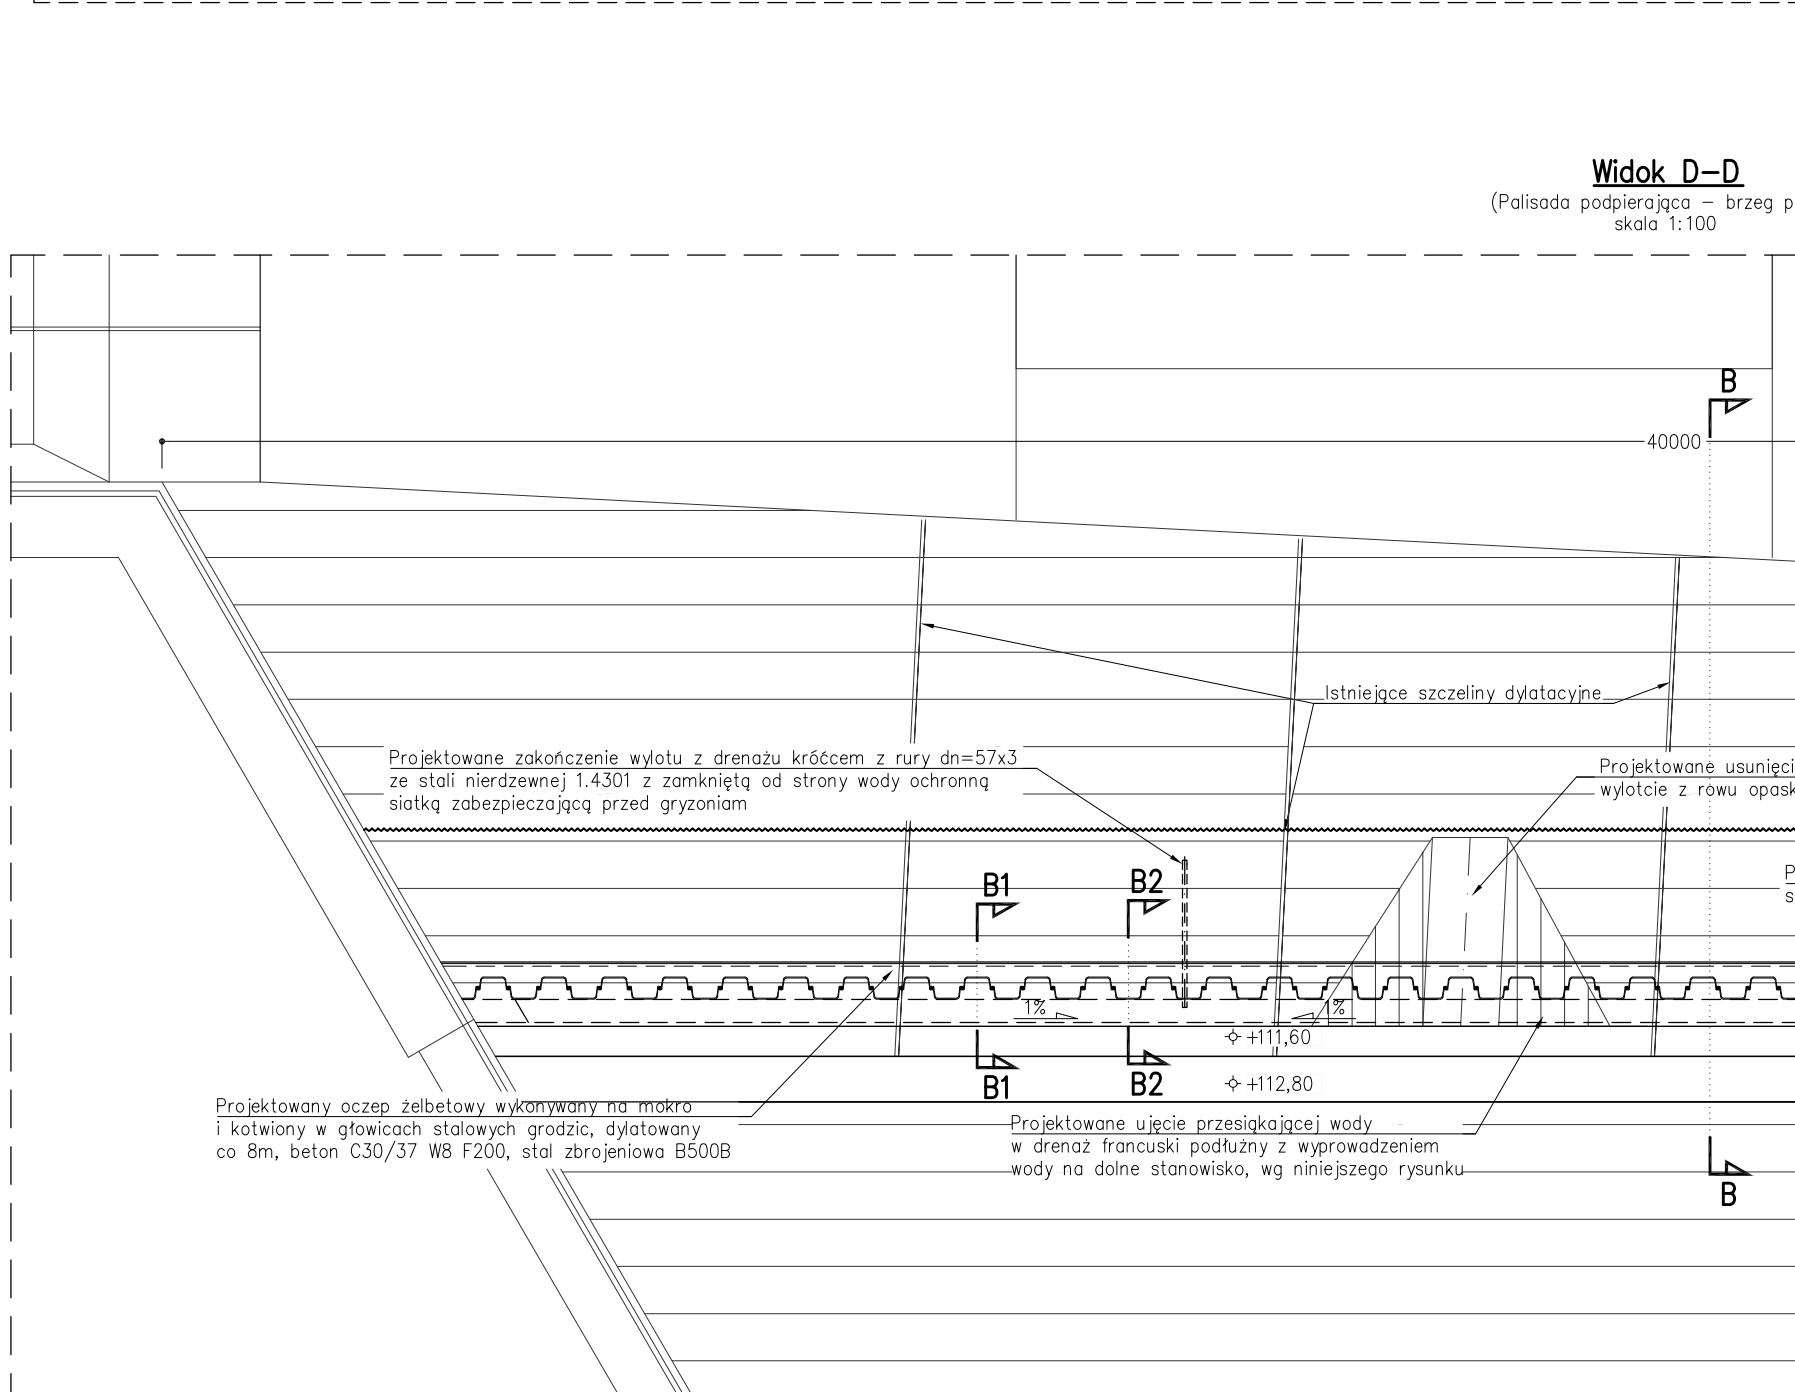 Widok D–D
(Palisada podpierająca – brzeg p
skala 1:100
B
40000
Istniejące szczeliny dylatacyjne
Projektowane zakończenie wylotu z drenażu króćcem z rury dn=57x3
ze stali nierdzewnej 1.4301 z zamkniętą od strony wody ochronną
siatką zabezpieczającą przed gryzoniam
Projektowane usunięci
wylotcie z rowu opask
P
s
B1
B2
1%
1%
+111,60
B1
B2
+112,80
Projektowany oczep żelbetowy wykonywany na mokro
i kotwiony w głowicach stalowych grodzic, dylatowany
co 8m, beton C30/37 W8 F200, stal zbrojeniowa B500B
Projektowane ujęcie przesiąkającej wody
w drenaż francuski podłużny z wyprowadzeniem
wody na dolne stanowisko, wg niniejszego rysunku
B